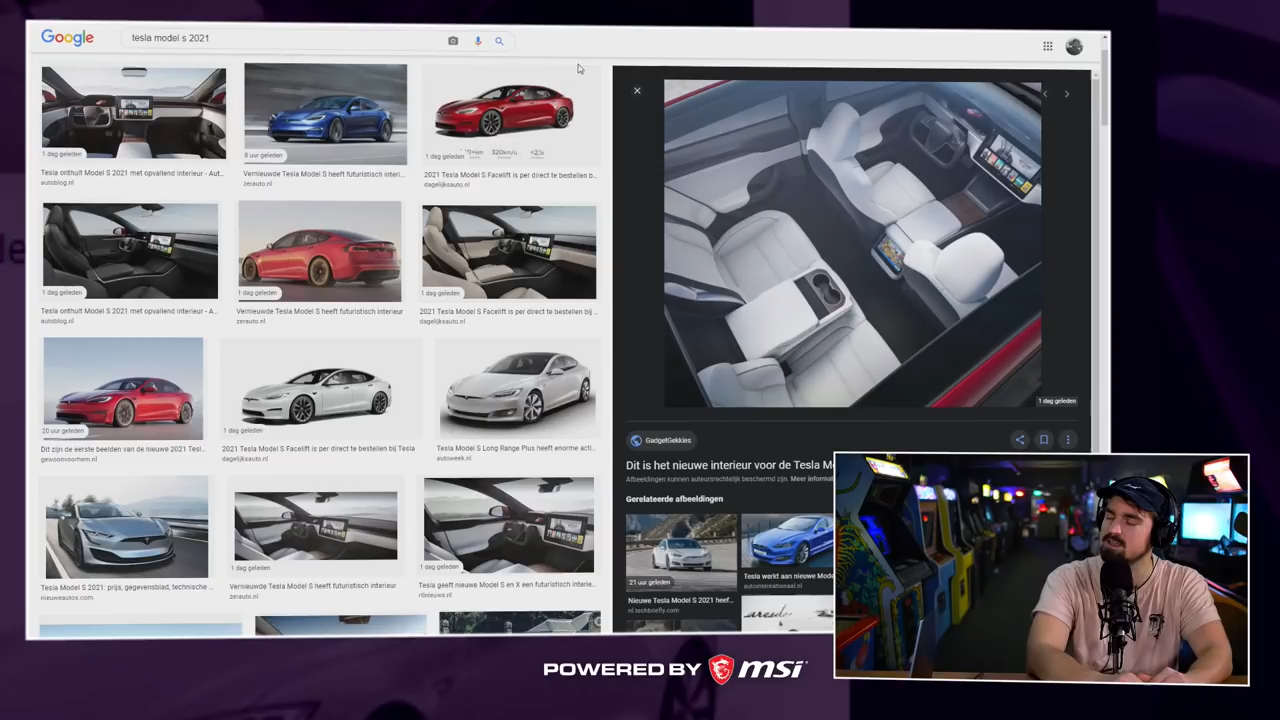 Google
tesla model s 2021
1 dag geleden
Tesla onthult Model S 2021 met opvallend interieur - Aut...
autoblog.nl
8 uur geleden
Vernieuwde Tesla Model S heeft futuristisch interi...
zerauto.nl
1 dag geleden
320km/u
<2,1s
2021 Tesla Model S Facelift is per direct te bestellen b...
dagelijksauto.nl
1 dag geleden
Tesla onthult Model S 2021 met opvallend interieur - A...
autoblog.nl
1 dag geleden
Vernieuwde Tesla Model S heeft futuristisch interieur
zerauto.nl
1 dag geleden
2021 Tesla Model S Facelift is per direct te bestellen bij ...
dagelijksauto.nl
20 uur geleden
Dit zijn de eerste beelden van de nieuwe 2021 Tesl...
gewoonvoorhem.nl
1 dag geleden
2021 Tesla Model S Facelift is per direct te bestellen bij Tesla
dagelijksauto.nl
Tesla Model S Long Range Plus heeft enorme acti...
autoweek.nl
Tesla Model S 2021: prijs, gegevensblad, technische ...
nieuweautos.com
1 dag geleden
Vernieuwde Tesla Model S heeft futuristisch interieur
zerauto.nl
1 dag geleden
Tesla geeft nieuwe Model S en X een futuristisch interie...
rtlnieuws.nl
1 dag geleden
GadgetGekkies
Dit is het nieuwe interieur voor de Tesla M
Afbeeldingen kunnen auteursrechtelijk beschermd zijn. Meer informat
Gerelateerde afbeeldingen
21 uur geleden
Nieuwe Tesla Model S 2021 heef...
nl.techbriefly.com
Tesla werkt aan nieuwe Mode
autointernationaal.nl
POWERED BY msi